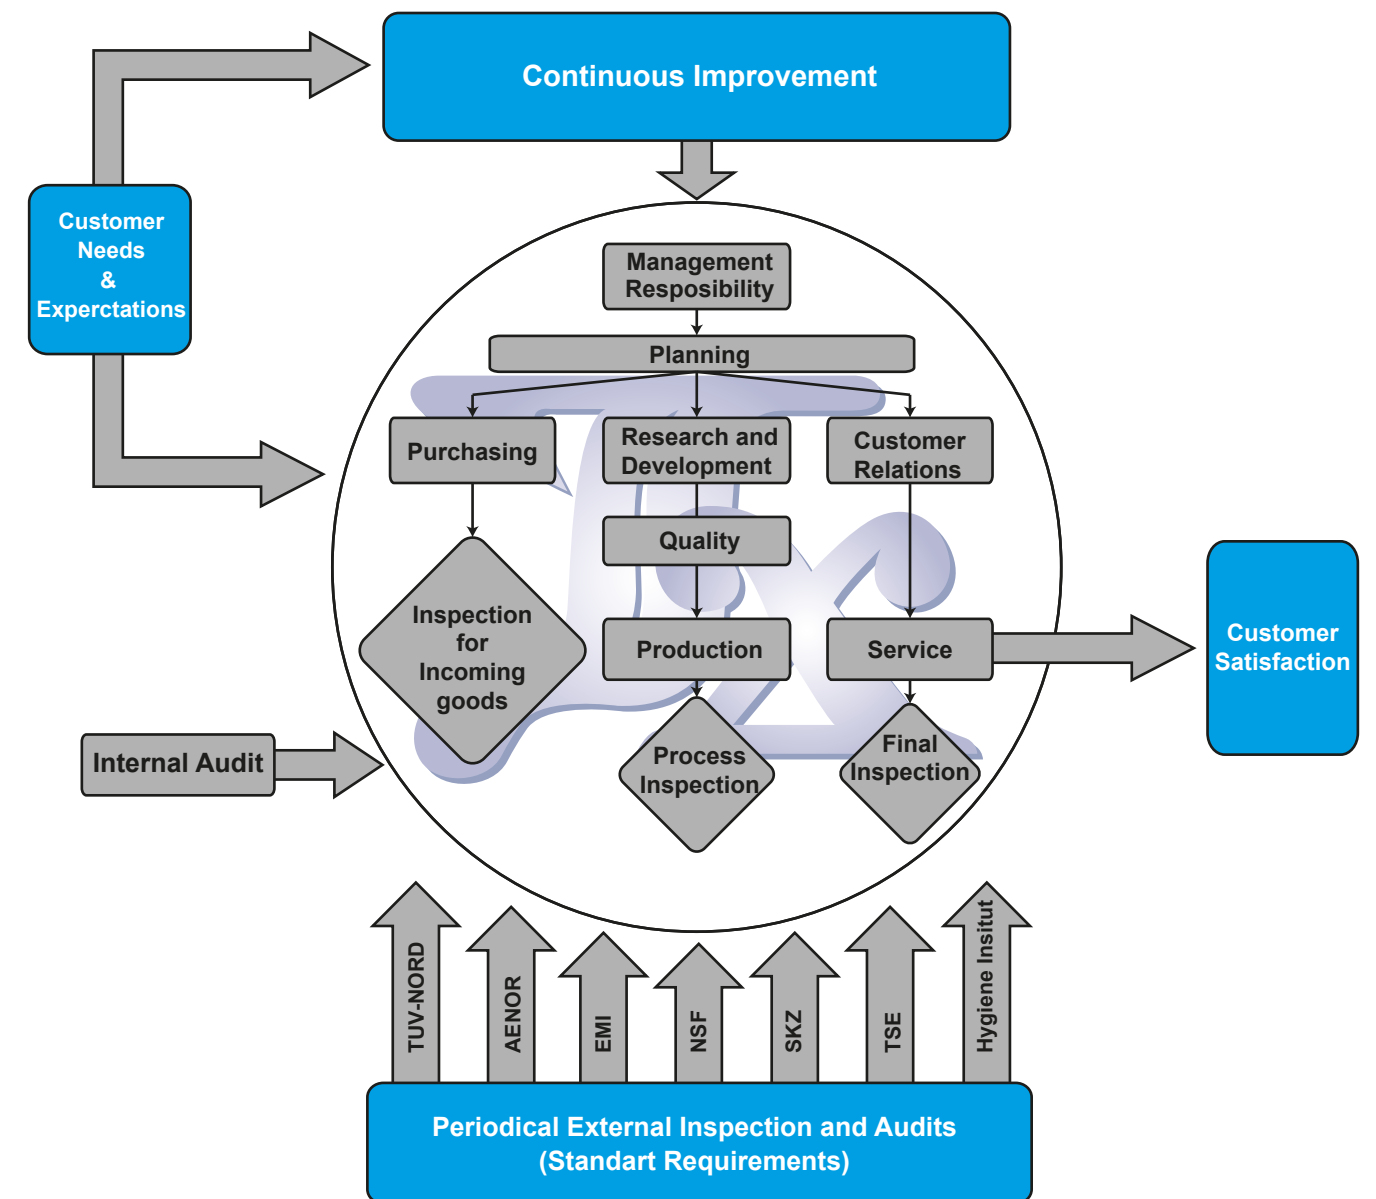 Continuous Improvement
Customer
Needs
&
Experctations
Management
Resposibility
Planning
Purchasing
Research and
Development
Customer
Relations
Quality
Inspection
for
Incoming
goods
Production
Service
Customer
Satisfaction
Internal Audit
Process
Inspection
Final
Inspection
TUV-NORD
AENOR
EMI
NSF
SKZ
TSE
Hygiene Insitut
Periodical External Inspection and Audits
(Standart Requirements)